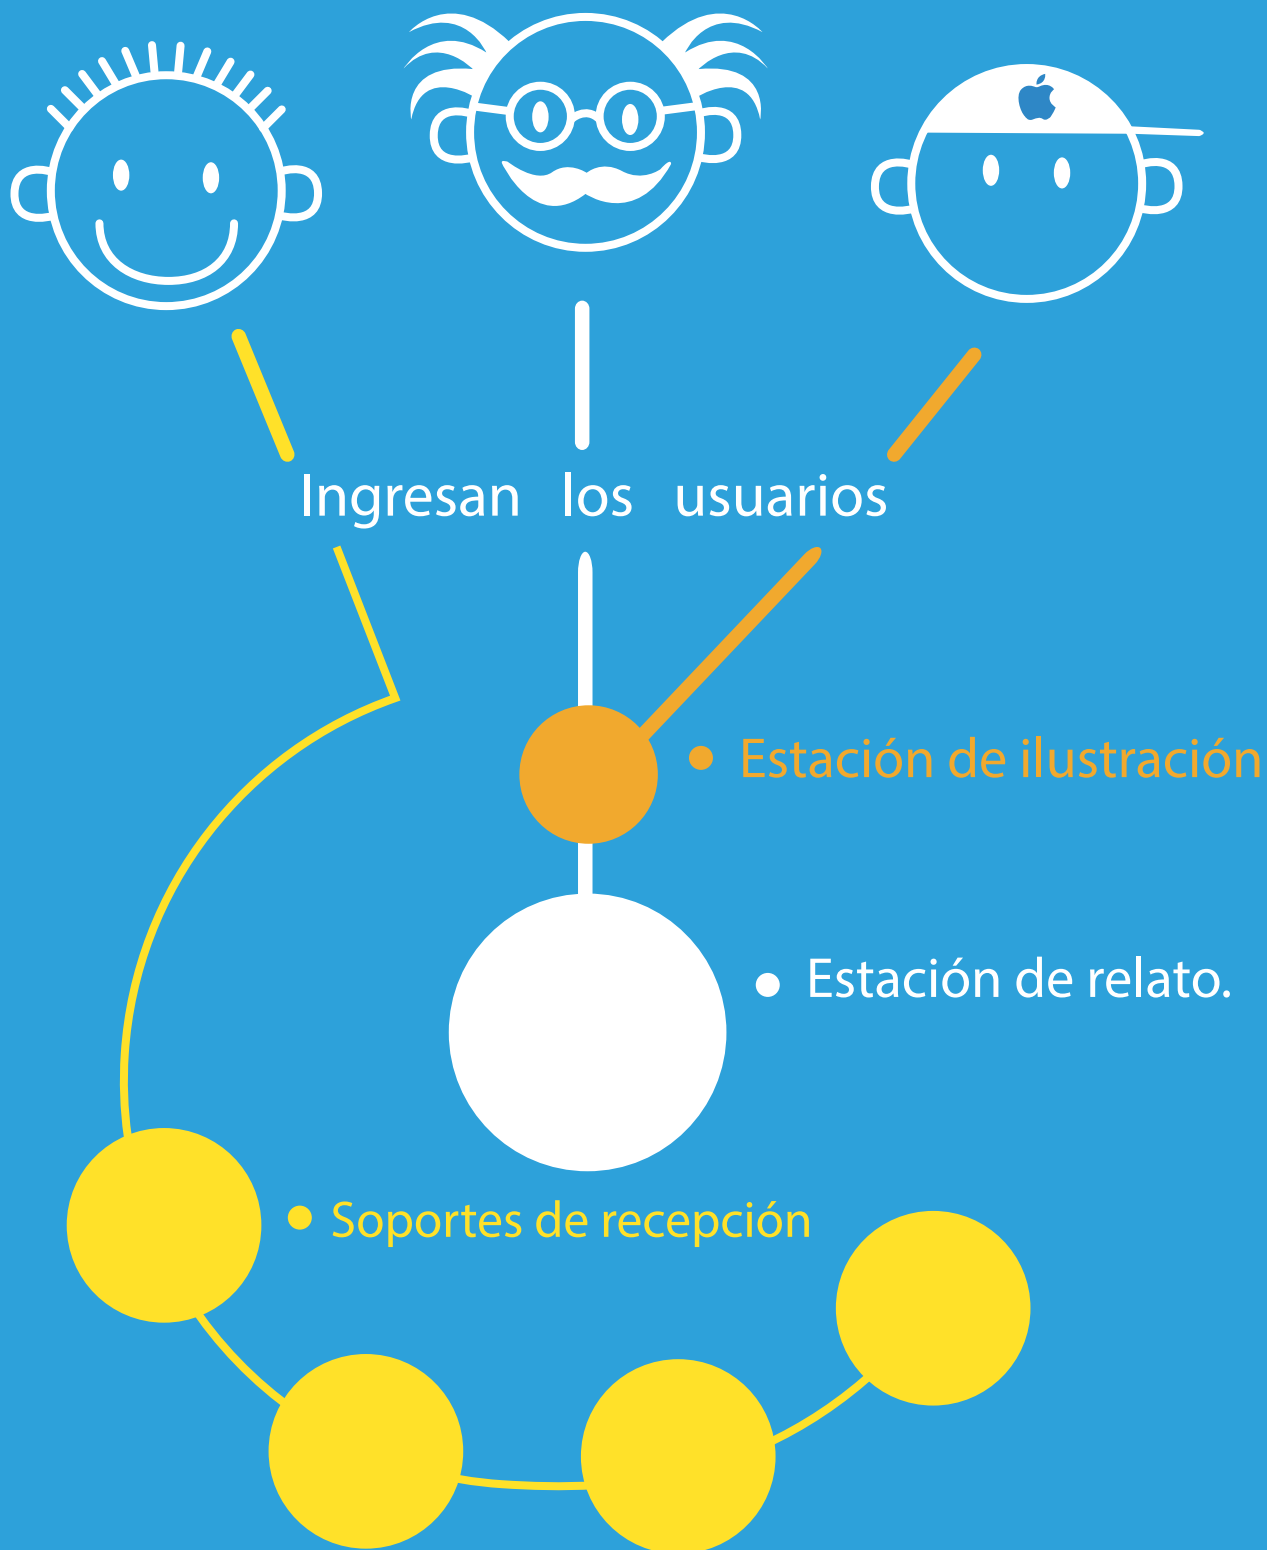 Ingresan los usuarios
Estación de ilustración
Estación de relato.
Soportes de recepción